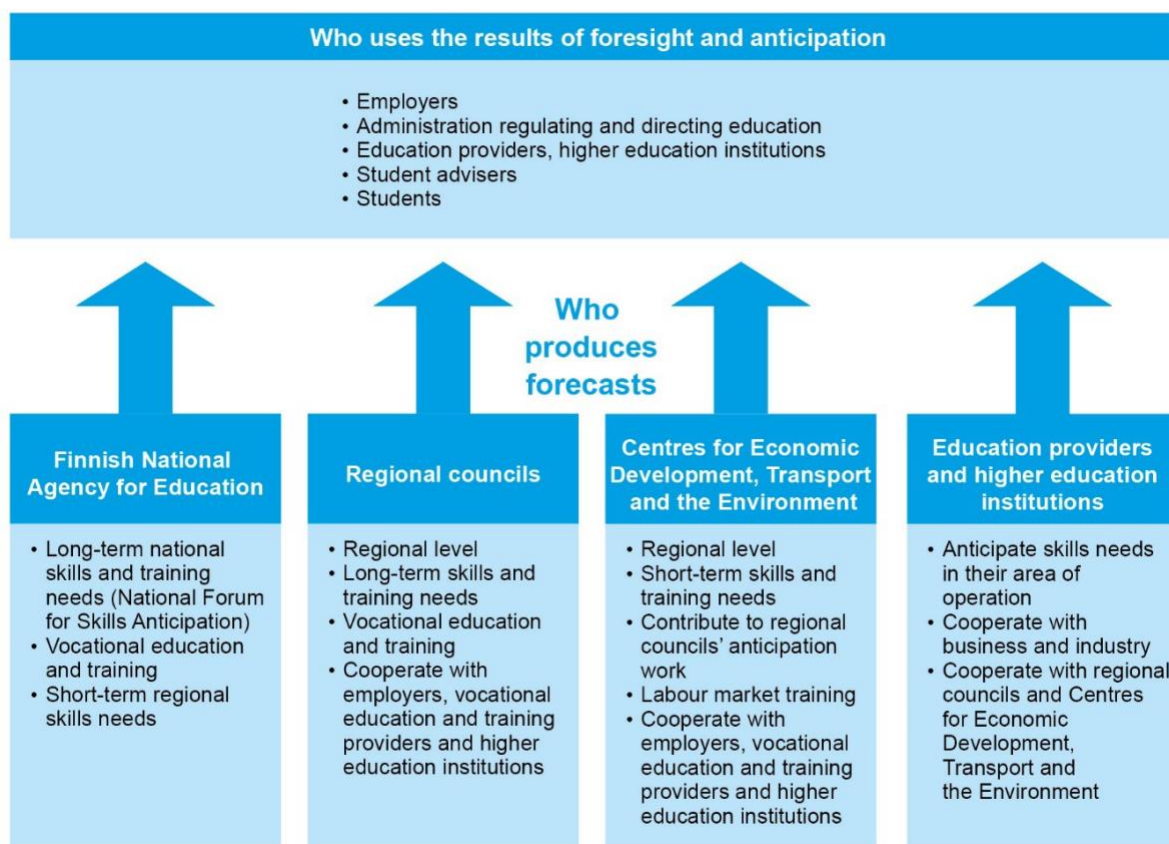 Who uses the results of foresight and anticipation
• Employers
• Administration regulating and directing education
• Education providers, higher education institutions
• Student advisers
• Students
Who
produces
forecasts
Finnish National
Agency for Education
• Long-term national
skills and training
needs (National Forum
for Skills Anticipation)
• Vocational education
and training
• Short-term regional
skills needs
Regional councils
• Regional level
• Long-term skills and
training needs
• Vocational education
and training
• Cooperate with
employers, vocational
education and training
providers and higher
education institutions
Centres for Economic
Development, Transport
and the Environment
• Regional level
• Short-term skills and
training needs
• Contribute to regional
councils’ anticipation
work
• Labour market training
• Cooperate with
employers, vocational
education and training
providers and higher
education institutions
Education providers
and higher education
institutions
• Anticipate skills needs
in their area of
operation
• Cooperate with
business and industry
• Cooperate with regional
councils and Centres
for Economic
Development,
Transport and
the Environment